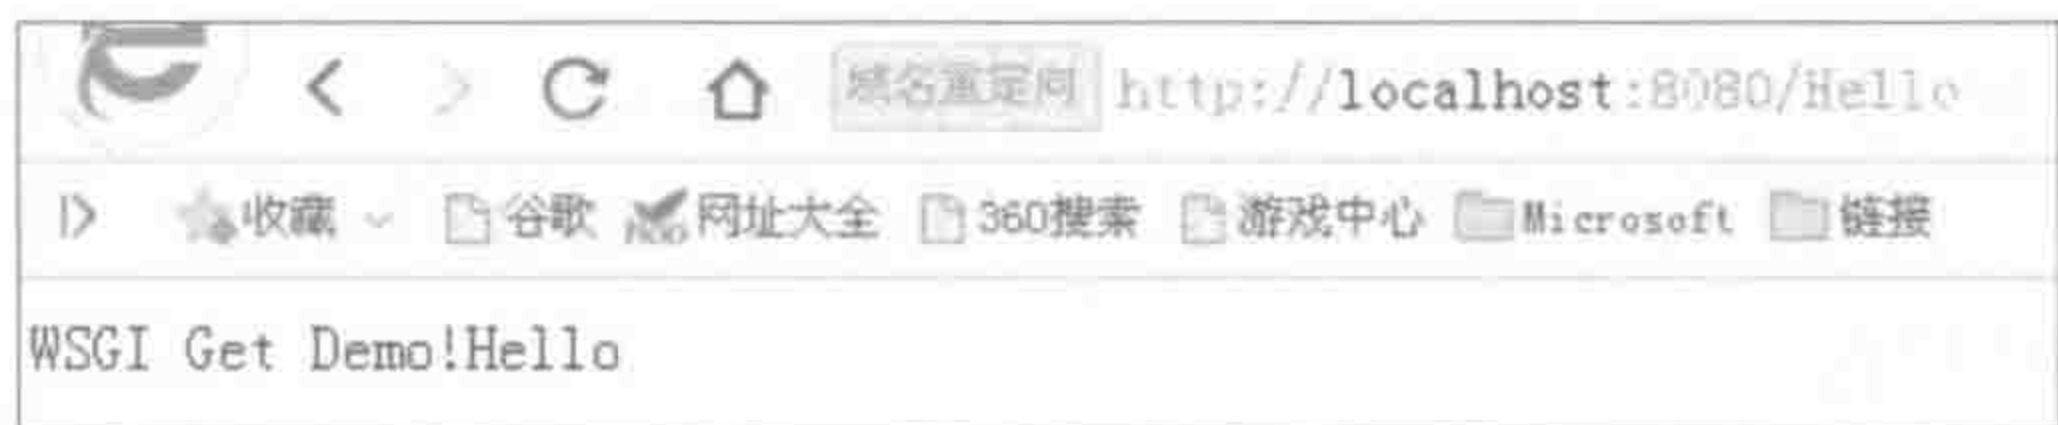 域名重定向 http://localhost:8080/Hello
收藏 谷歌 网址大全 360搜索 游戏中心 Microsoft 链接
WSGI Get Demo!Hello